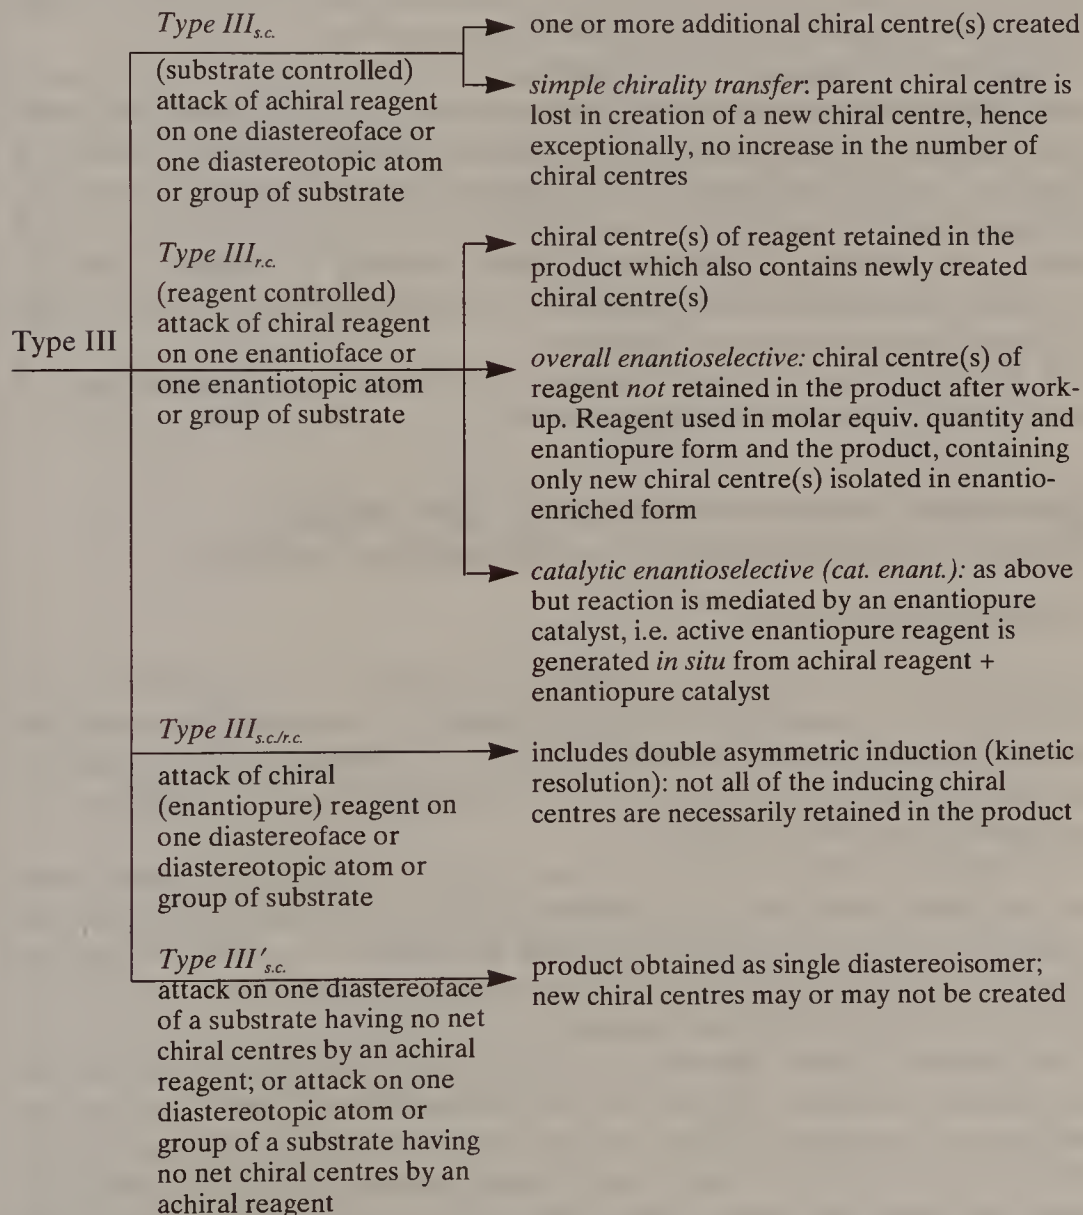 Type III s.c.
(substrate controlled)
attack of achiral reagent
on one diastereoface or
one diastereotopic atom
or group of substrate
one or more additional chiral centre(s) created
simple chirality transfer: parent chiral centre is
lost in creation of a new chiral centre, hence
exceptionally, no increase in the number of
chiral centres
Type III
Type III r.c.
(reagent controlled)
attack of chiral reagent
on one enantioface or
one enantiotopic atom
or group of substrate
chiral centre(s) of reagent retained in the
product which also contains newly created
chiral centre(s)
overall enantioselective: chiral centre(s) of
reagent not retained in the product after work-
up. Reagent used in molar equiv. quantity and
enantiopure form and the product, containing
only new chiral centre(s) isolated in enantio-
enriched form
catalytic enantioselective (cat. enant.): as above
but reaction is mediated by an enantiopure
catalyst, i.e. active enantiopure reagent is
generated in situ from achiral reagent +
enantiopure catalyst
Type III s.c./r.c.
attack of chiral
(enantiopure) reagent on
one diastereoface or
diastereotopic atom or
group of substrate
includes double asymmetric induction (kinetic
resolution): not all of the inducing chiral
centres are necessarily retained in the product
Type III′ s.c.
attack on one diastereoface
of a substrate having no net
chiral centres by an achiral
reagent; or attack on one
diastereotopic atom or
group of a substrate having
no net chiral centres by an
achiral reagent
product obtained as single diastereoisomer;
new chiral centres may or may not be created